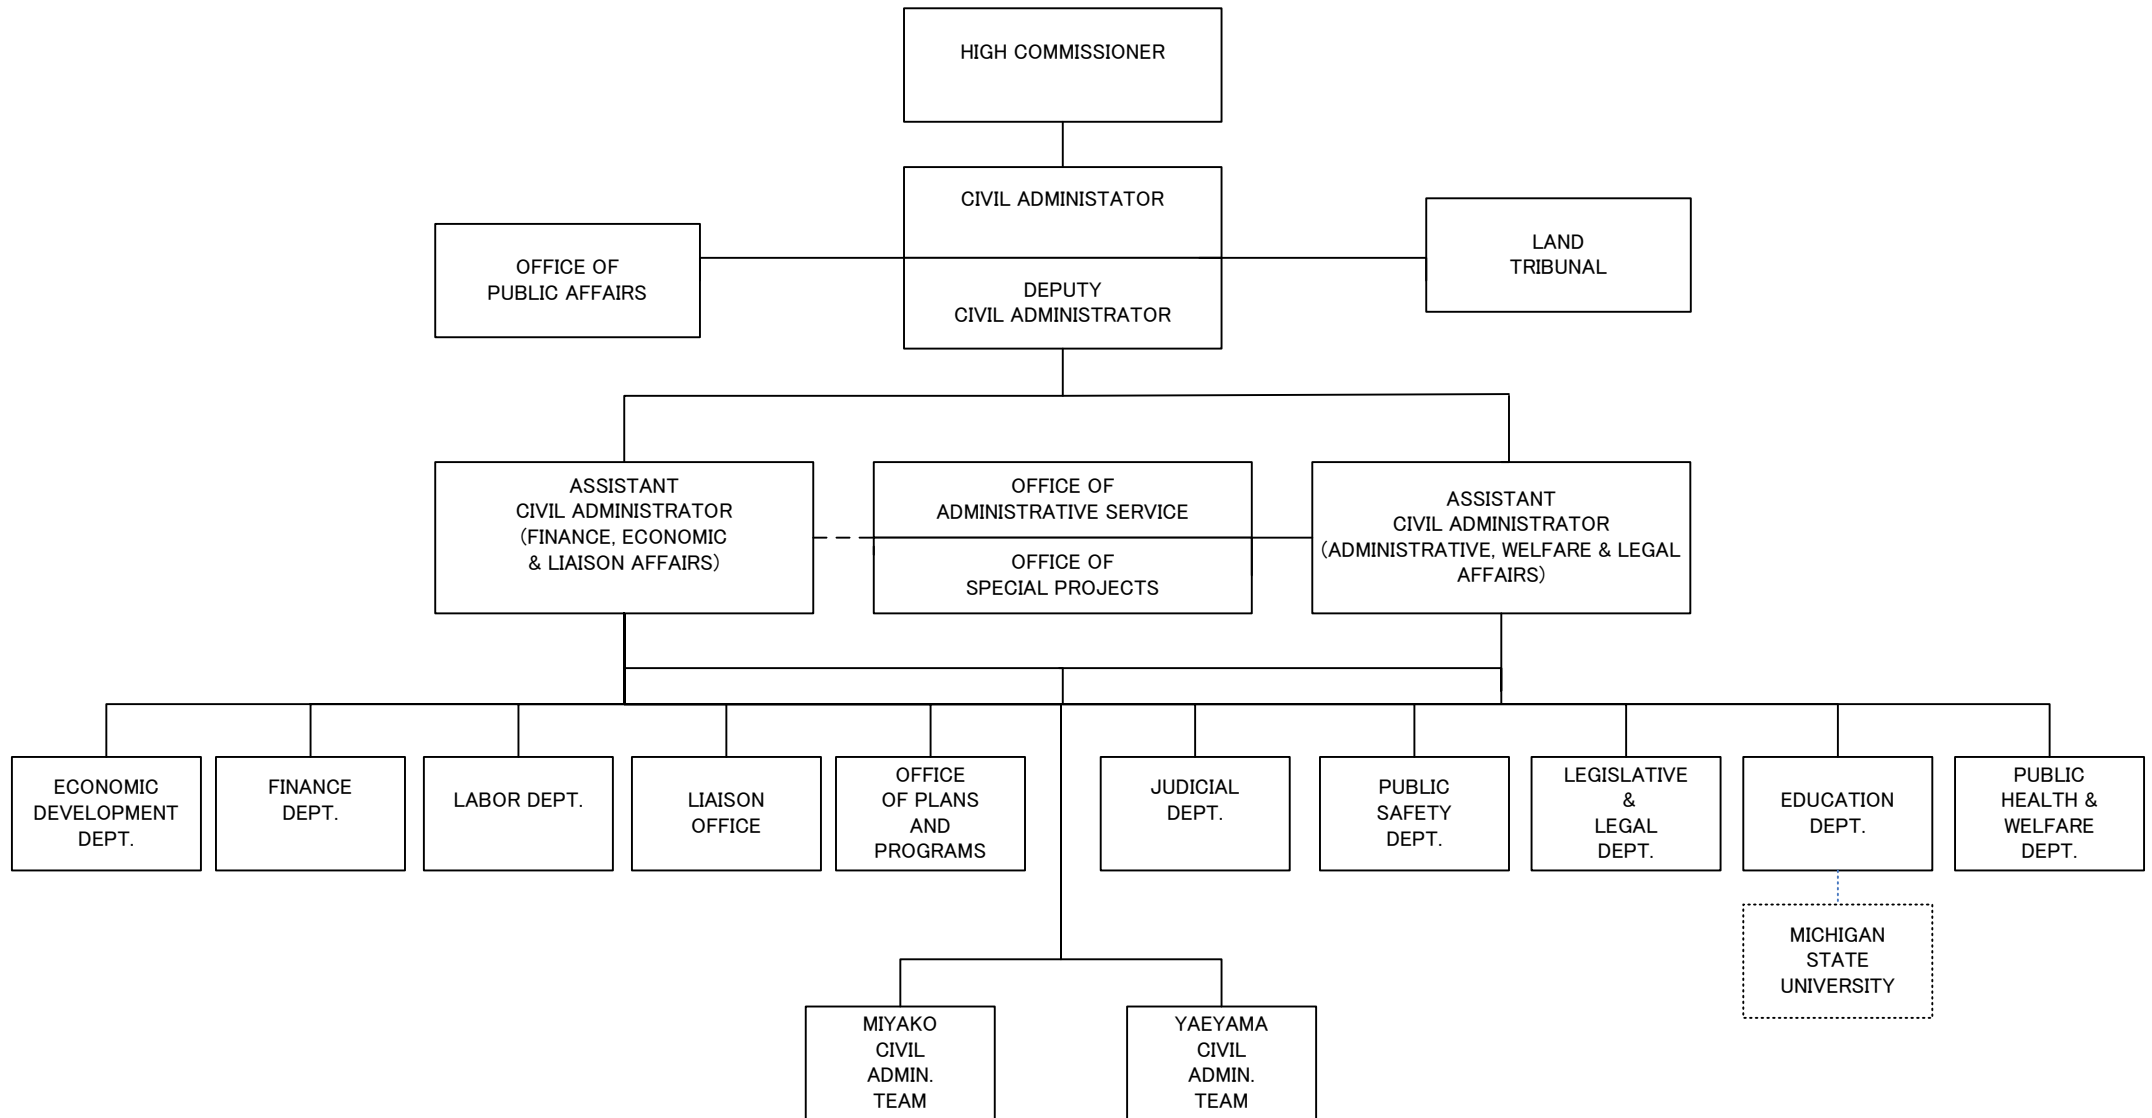 HIGH COMMISSIONER
CIVIL ADMINISTATOR
OFFICE OF
PUBLIC AFFAIRS
DEPUTY
CIVIL ADMINISTRATOR
LAND
TRIBUNAL
ASSISTANT
CIVIL ADMINISTRATOR
(FINANCE, ECONOMIC
& LIAISON AFFAIRS)
OFFICE OF
ADMINISTRATIVE SERVICE
OFFICE OF
SPECIAL PROJECTS
ASSISTANT
CIVIL ADMINISTRATOR
(ADMINISTRATIVE, WELFARE & LEGAL
AFFAIRS)
ECONOMIC
DEVELOPMENT
DEPT.
FINANCE
DEPT.
LABOR DEPT.
LIAISON
OFFICE
OFFICE
OF PLANS
AND
PROGRAMS
JUDICIAL
DEPT.
PUBLIC
SAFETY
DEPT.
LEGISLATIVE
&
LEGAL
DEPT.
EDUCATION
DEPT.
PUBLIC
HEALTH &
WELFARE
DEPT.
MICHIGAN
STATE
UNIVERSITY
MIYAKO
CIVIL
ADMIN.
TEAM
YAEYAMA
CIVIL
ADMIN.
TEAM